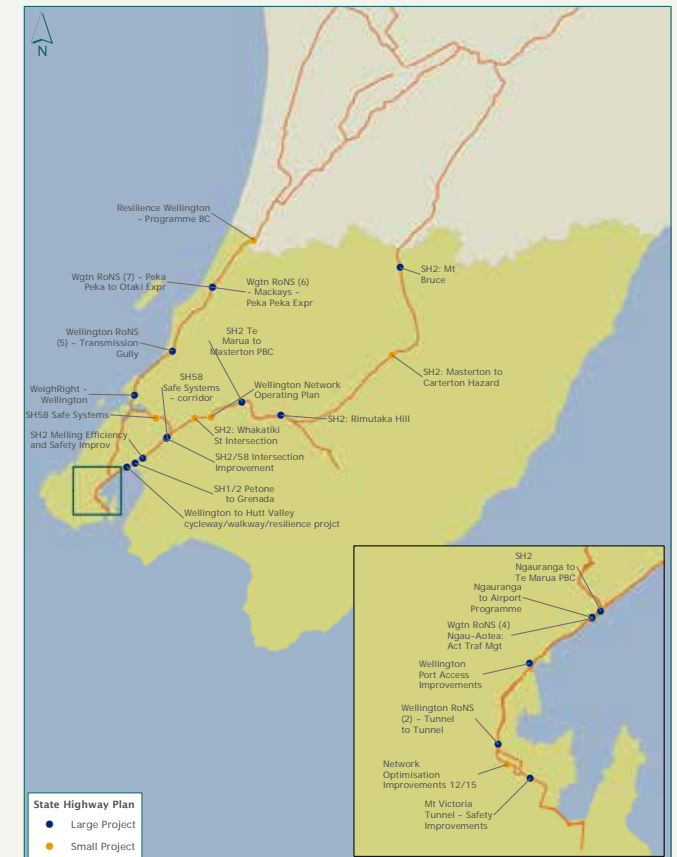 N
Resilience Wellington
- Programme BC
Wgtn RoNS (7) - Peka
Peka to Otaki Expr
Wgtn RoNS (6)
- Mackays -
Peka Peka Expr
SH2: Mt
Bruce
Wellington RoNS
(5) - Transmission
Gully
SH2 Te
Marua to
Masterton PBC
SH2: Masterton to
Carterton Hazard
WeighRight -
Wellington
SH58
Safe Systems
- corridor
Wellington Network
Operating Plan
SH58 Safe Systems
SH2: Rimutaka Hill
SH2: Whakatiki
St Intersection
SH2 Melling Efficiency
and Safety Improv
SH2/58 Intersection
Improvement
SH1/2 Petone
to Grenada
Wellington to Hutt Valley
cycleway/walkway/resilience projct
SH2
Ngauranga to
Te Marua PBC
Ngauranga
to Airport
Programme
Wgtn RoNS (4)
Ngau-Aotea:
Act Traf Mgt
Wellington
Port Access
Improvements
Wellington RoNS
(2) - Tunnel
to Tunnel
Network
Optimisation
Improvements 12/15
Mt Victoria
Tunnel - Safety
Improvements
State Highway Plan
Large Project
Small Project